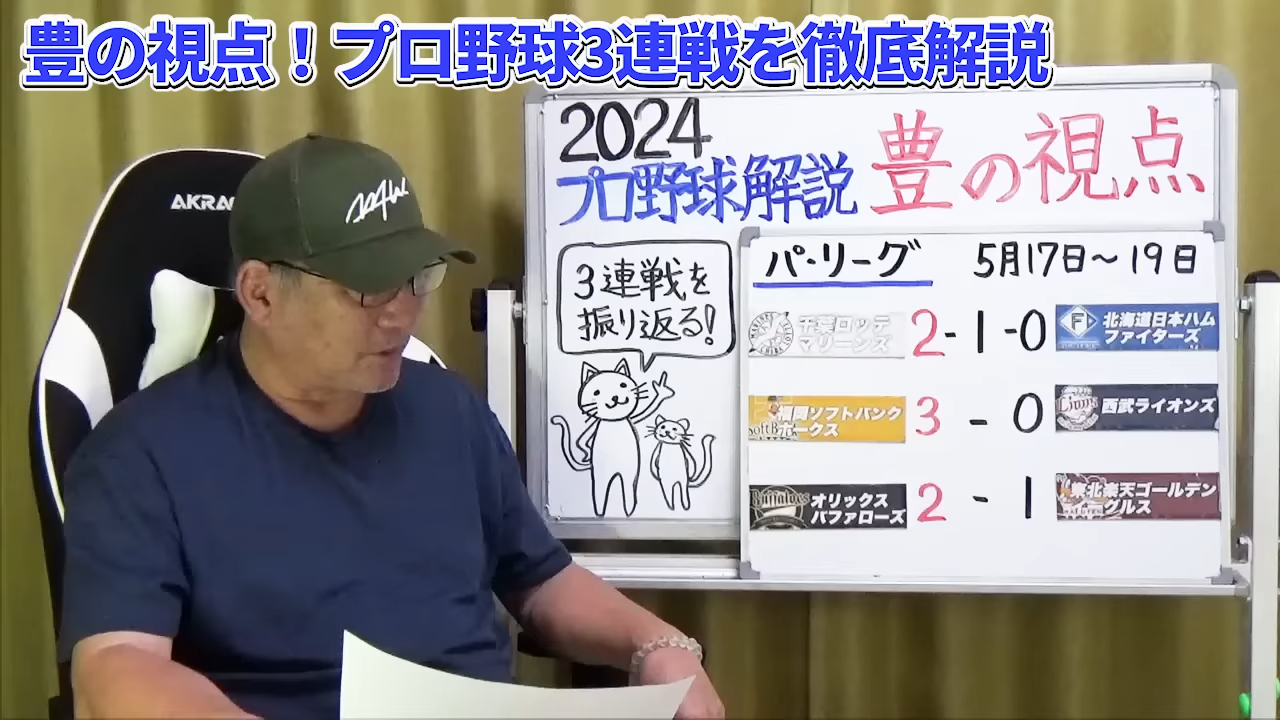 豊の視点！プロ野球3連戦を徹底解説
2024
プロ野球解説 豊の視点
AKRAC
3連戦を
振り返る！
パ・リーグ 5月17日～19日
千葉ロッテ
マリーンズ
2-1-0
北海道日本ハム
ファイターズ
福岡ソフトバンク
ホークス
3-0
Lions
西武ライオンズ
Buffaloes
オリックス
バファローズ
2-1
東北楽天ゴールデン
グルス